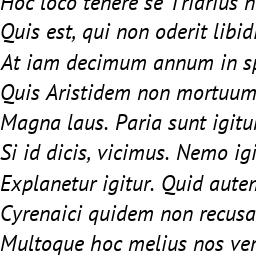 Hoc loco tenere se Triarius n
Quis est, qui non oderit libidi
At iam decimum annum in sp
Quis Aristidem non mortuum
Magna laus. Paria sunt igitur
Si id dicis, vicimus. Nemo igi
Explanetur igitur. Quid auten
Cyrenaici quidem non recusa
Multoque hoc melius nos ver